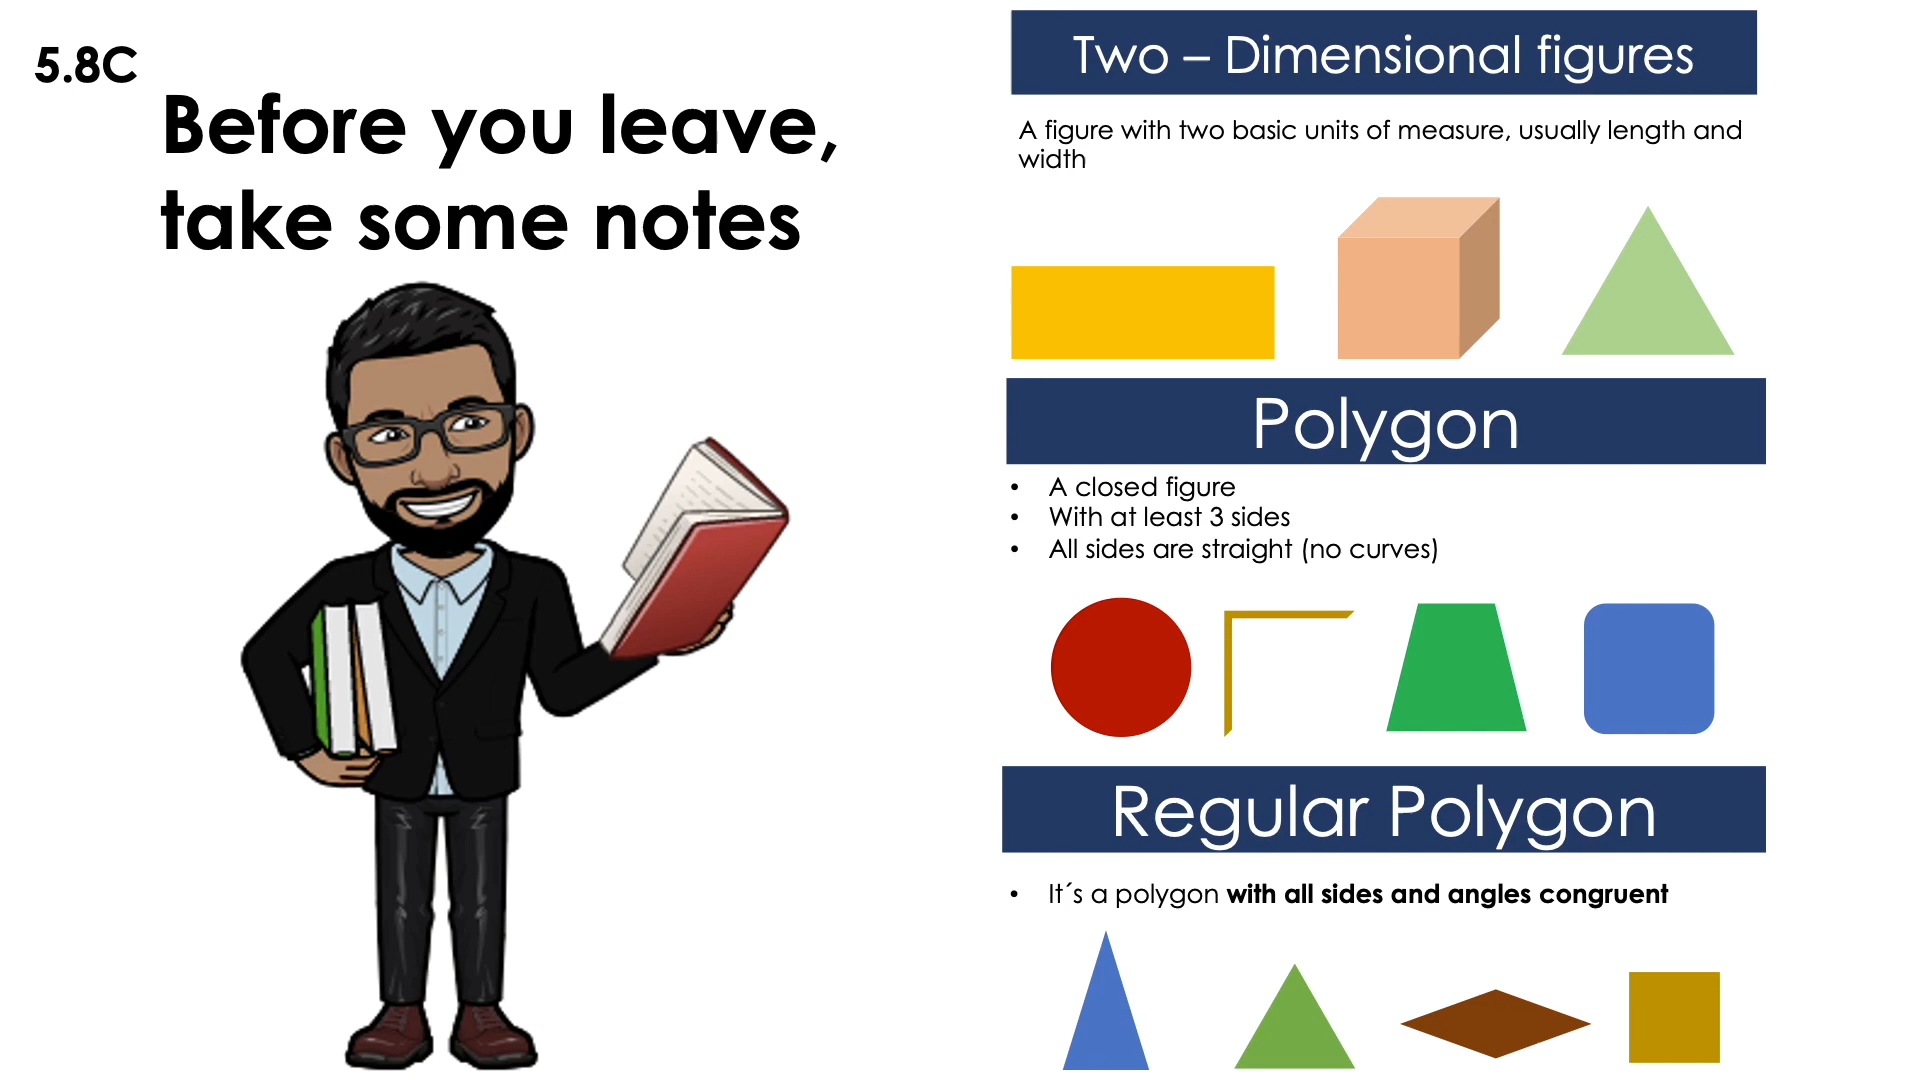 5.8C
Before you leave,
take some notes
Two – Dimensional figures
A figure with two basic units of measure, usually length and
width
Polygon
• A closed figure
• With at least 3 sides
• All sides are straight (no curves)
Regular Polygon
• It´s a polygon with all sides and angles congruent